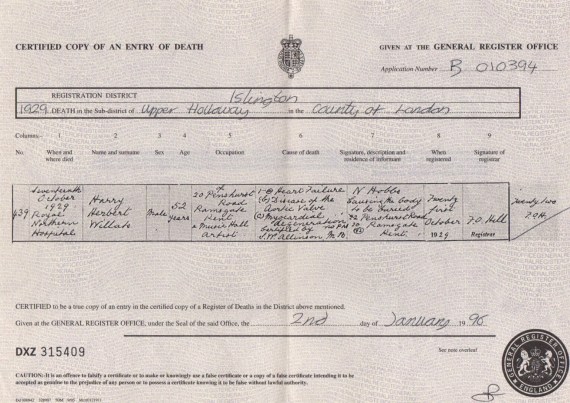 CERTIFIED COPY OF AN ENTRY OF DEATH
GIVEN AT THE GENERAL REGISTER OFFICE
Application Number B 010394
REGISTRATION DISTRICT Islington
1929 DEATH in the Sub-district of Upper Holloway in the County of London
Columns:- 1 2 3 4 5 6 7 8 9
No. When and where died Name and surname Sex Age Occupation Cause of death Signature, description and residence of informant When registered Signature of registrar
439
Seventeenth
October
1929
Royal
Northern
Hospital
Harry
Herbert
Willats
Male
52
years
Penshurst
Road
Ramsgate
Kent
a Music Hall
Artist
Heart Failure
(b) Disease of the
Aortic Valve
(c) Myocardial
degeneration
Certified by
M.B.
N Hobbs
Causing the body
to be buried
Penshurst Road
Ramsgate
Kent
Twenty
first
October
1929
Registrar
Twenty two
CERTIFIED to be a true copy of an entry in the certified copy of a Register of Deaths in the District above mentioned.
Given at the GENERAL REGISTER OFFICE, under the Seal of the said Office, the 2nd day of January 1996
DXZ 315409
See note overleaf
CAUTION:-It is an offence to falsify a certificate or to make or knowingly use a false certificate or a copy of a false certificate intending it to be
accepted as genuine to the prejudice of any person or to possess a certificate knowing it to be false without lawful authority.
GENERAL REGISTER OFFICE
ENGLAND